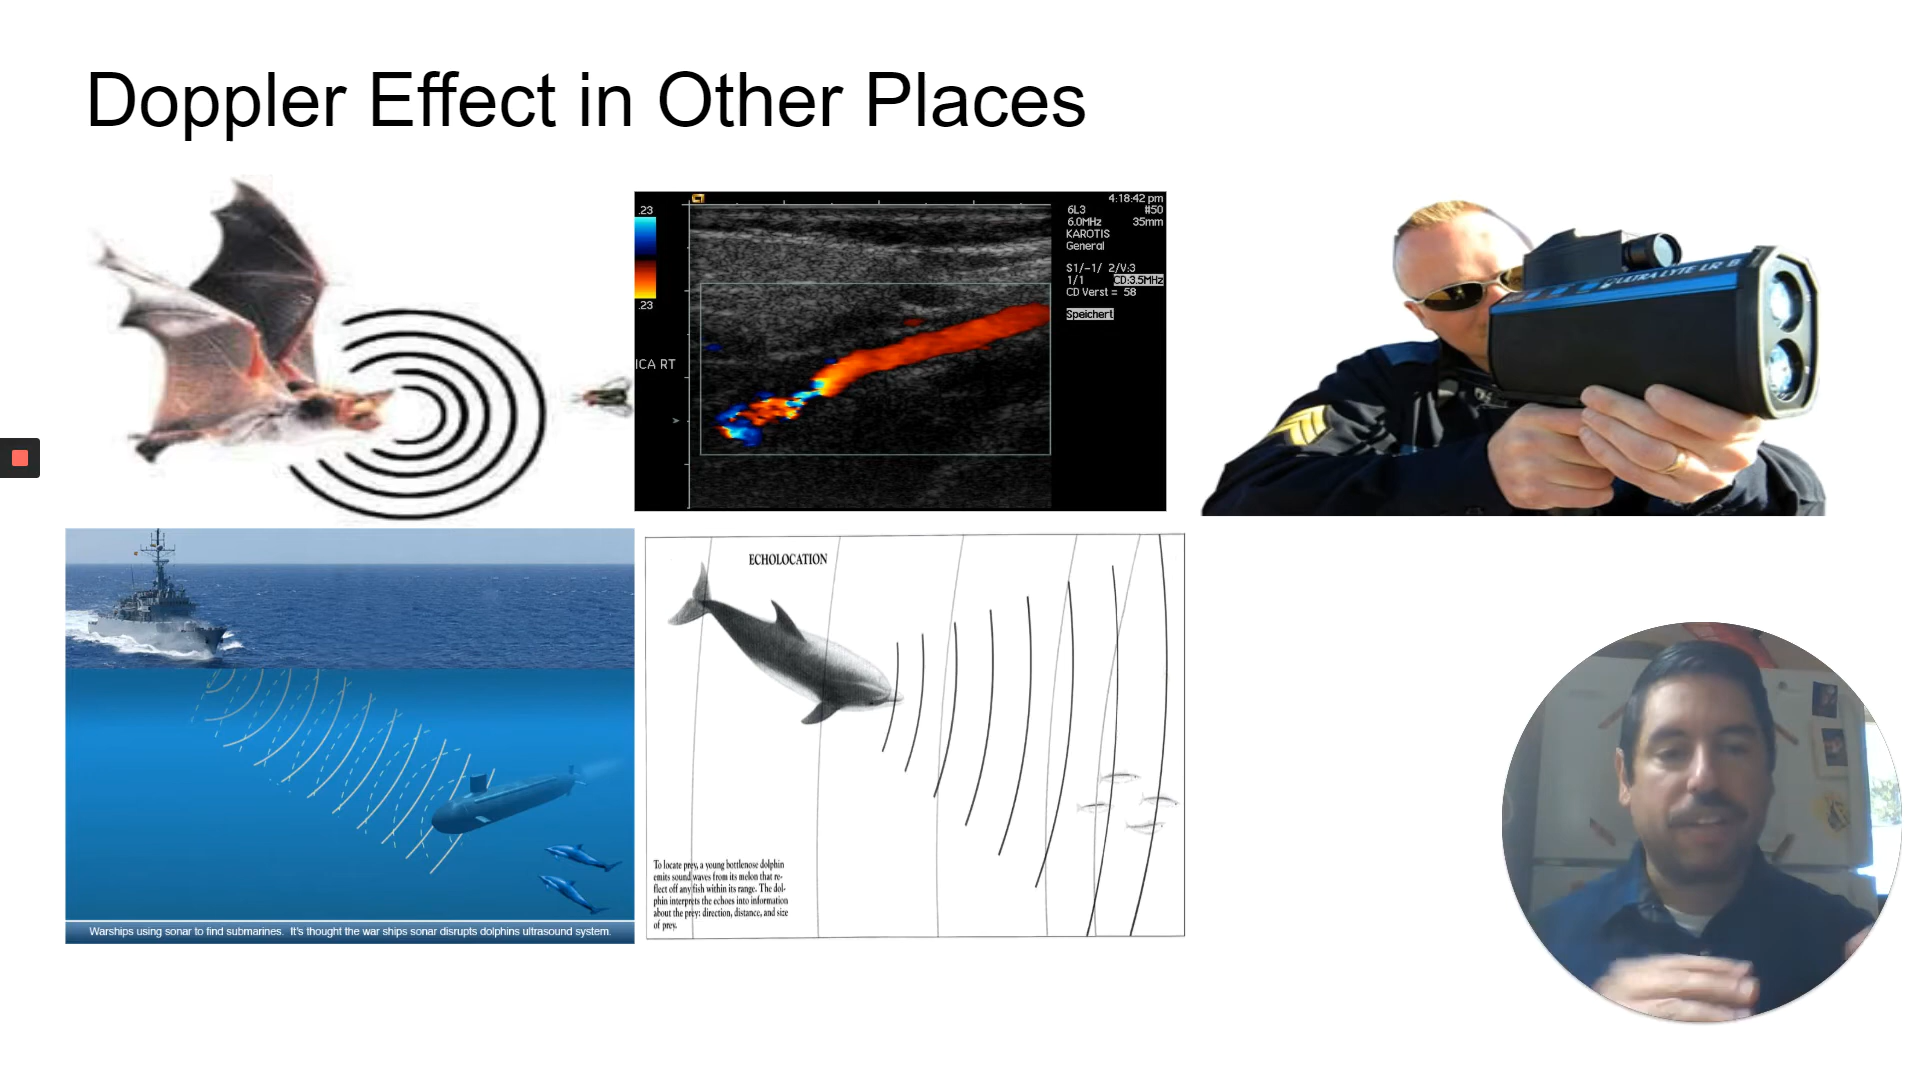 Doppler Effect in Other Places
.23
.23
ICA RT
4:18:42 pm
6L3 #50
6.0MHz 35mm
KAROTIS
General
S1/-1/ 2/V:3
1/1 CD:3.5MHz
CD Verst = 58
Speichert
ULTRA LYTE LR B
ECHOLOCATION
To locate prey, a young bottlenose dolphin
emits sound waves from its melon that re-
flect off any fish within its range. The dol-
phin interprets the echoes into information
about the prey: direction, distance, and size
of prey.
Warships using sonar to find submarines. It's thought the war ships sonar disrupts dolphins ultrasound system.